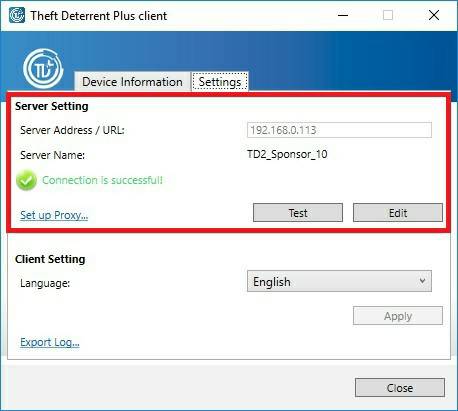 Theft Deterrent Plus client
TD
Device Information Settings
Server Setting
Server Address / URL: 192.168.0.113
Server Name: TD2_Sponsor_10
Connection is successful!
Set up Proxy... Test Edit
Client Setting
Language: English
Apply
Export Log...
Close